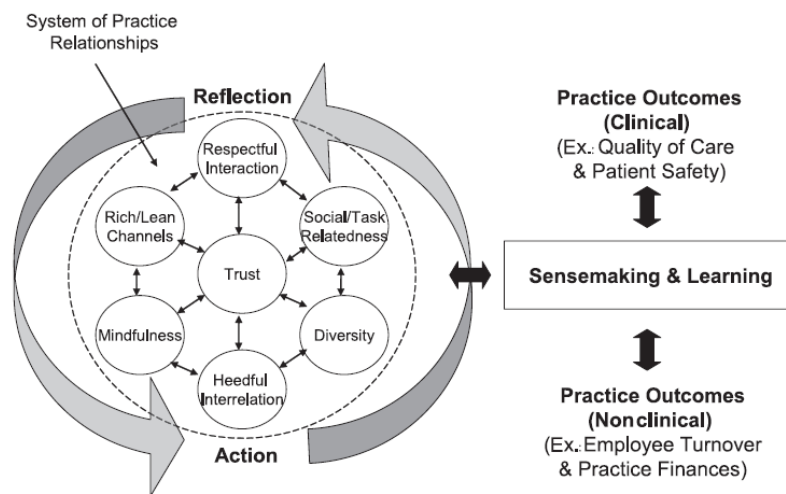 System of Practice
Relationships
Reflection
Respectful
Interaction
Rich/Lean
Channels
Social/Task
Relatedness
Trust
Mindfulness
Diversity
Heedful
Interrelation
Action
Practice Outcomes
(Clinical)
(Ex.: Quality of Care
& Patient Safety)
Sensemaking & Learning
Practice Outcomes
(Nonclinical)
(Ex.: Employee Turnover
& Practice Finances)